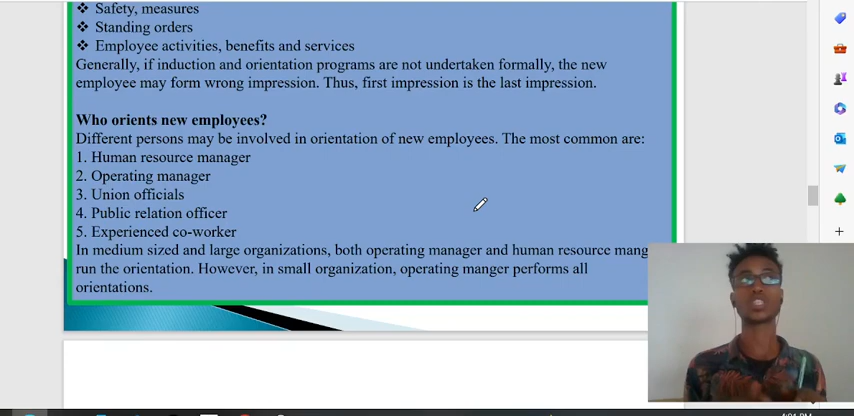 ❖ Safety, measures
❖ Standing orders
❖ Employee activities, benefits and services
Generally, if induction and orientation programs are not undertaken formally, the new
employee may form wrong impression. Thus, first impression is the last impression.
Who orients new employees?
Different persons may be involved in orientation of new employees. The most common are:
1. Human resource manager
2. Operating manager
3. Union officials
4. Public relation officer
5. Experienced co-worker
In medium sized and large organizations, both operating manager and human resource mang
run the orientation. However, in small organization, operating manger performs all
orientations.